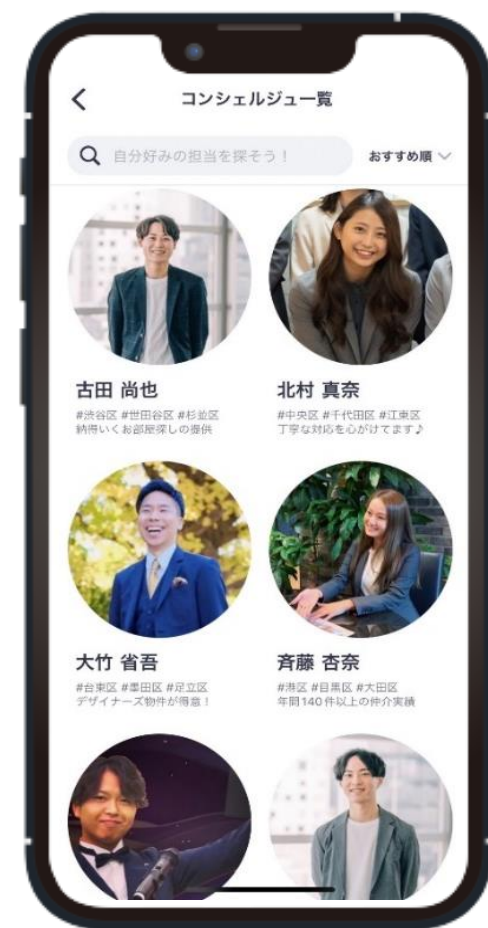 コンシェルジュ一覧
自分好みの担当を探そう！
おすすめ順
古田 尚也
#渋谷区 #世田谷区 #杉並区
納得いくお部屋探しの提供
北村 真奈
#中央区 #千代田区 #江東区
丁寧な対応を心がけてます♪
大竹 省吾
#台東区 #墨田区 #足立区
デザイナーズ物件が得意！
斉藤 杏奈
#港区 #目黒区 #大田区
年間140件以上の仲介実績